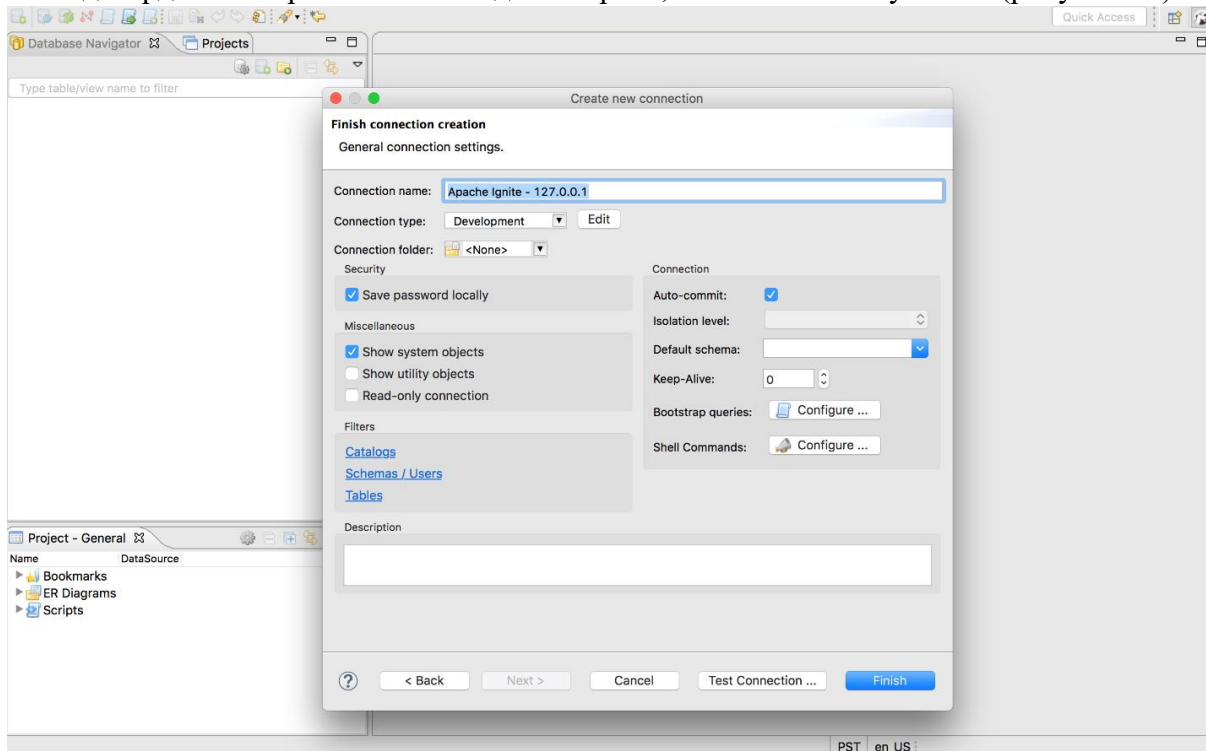 Quick Access
Database Navigator
Projects
Type table/view name to filter
Create new connection
Finish connection creation
General connection settings.
Connection name: Apache Ignite - 127.0.0.1
Connection type: Development Edit
Connection folder: <None>
Security
Save password locally
Miscellaneous
Show system objects
Show utility objects
Read-only connection
Filters
Catalogs
Schemas / Users
Tables
Connection
Auto-commit:
Isolation level:
Default schema:
Keep-Alive: 0
Bootstrap queries: Configure ...
Shell Commands: Configure ...
Description
Project - General
Name DataSource
Bookmarks
ER Diagrams
Scripts
? < Back Next > Cancel Test Connection ... Finish
PST en_US